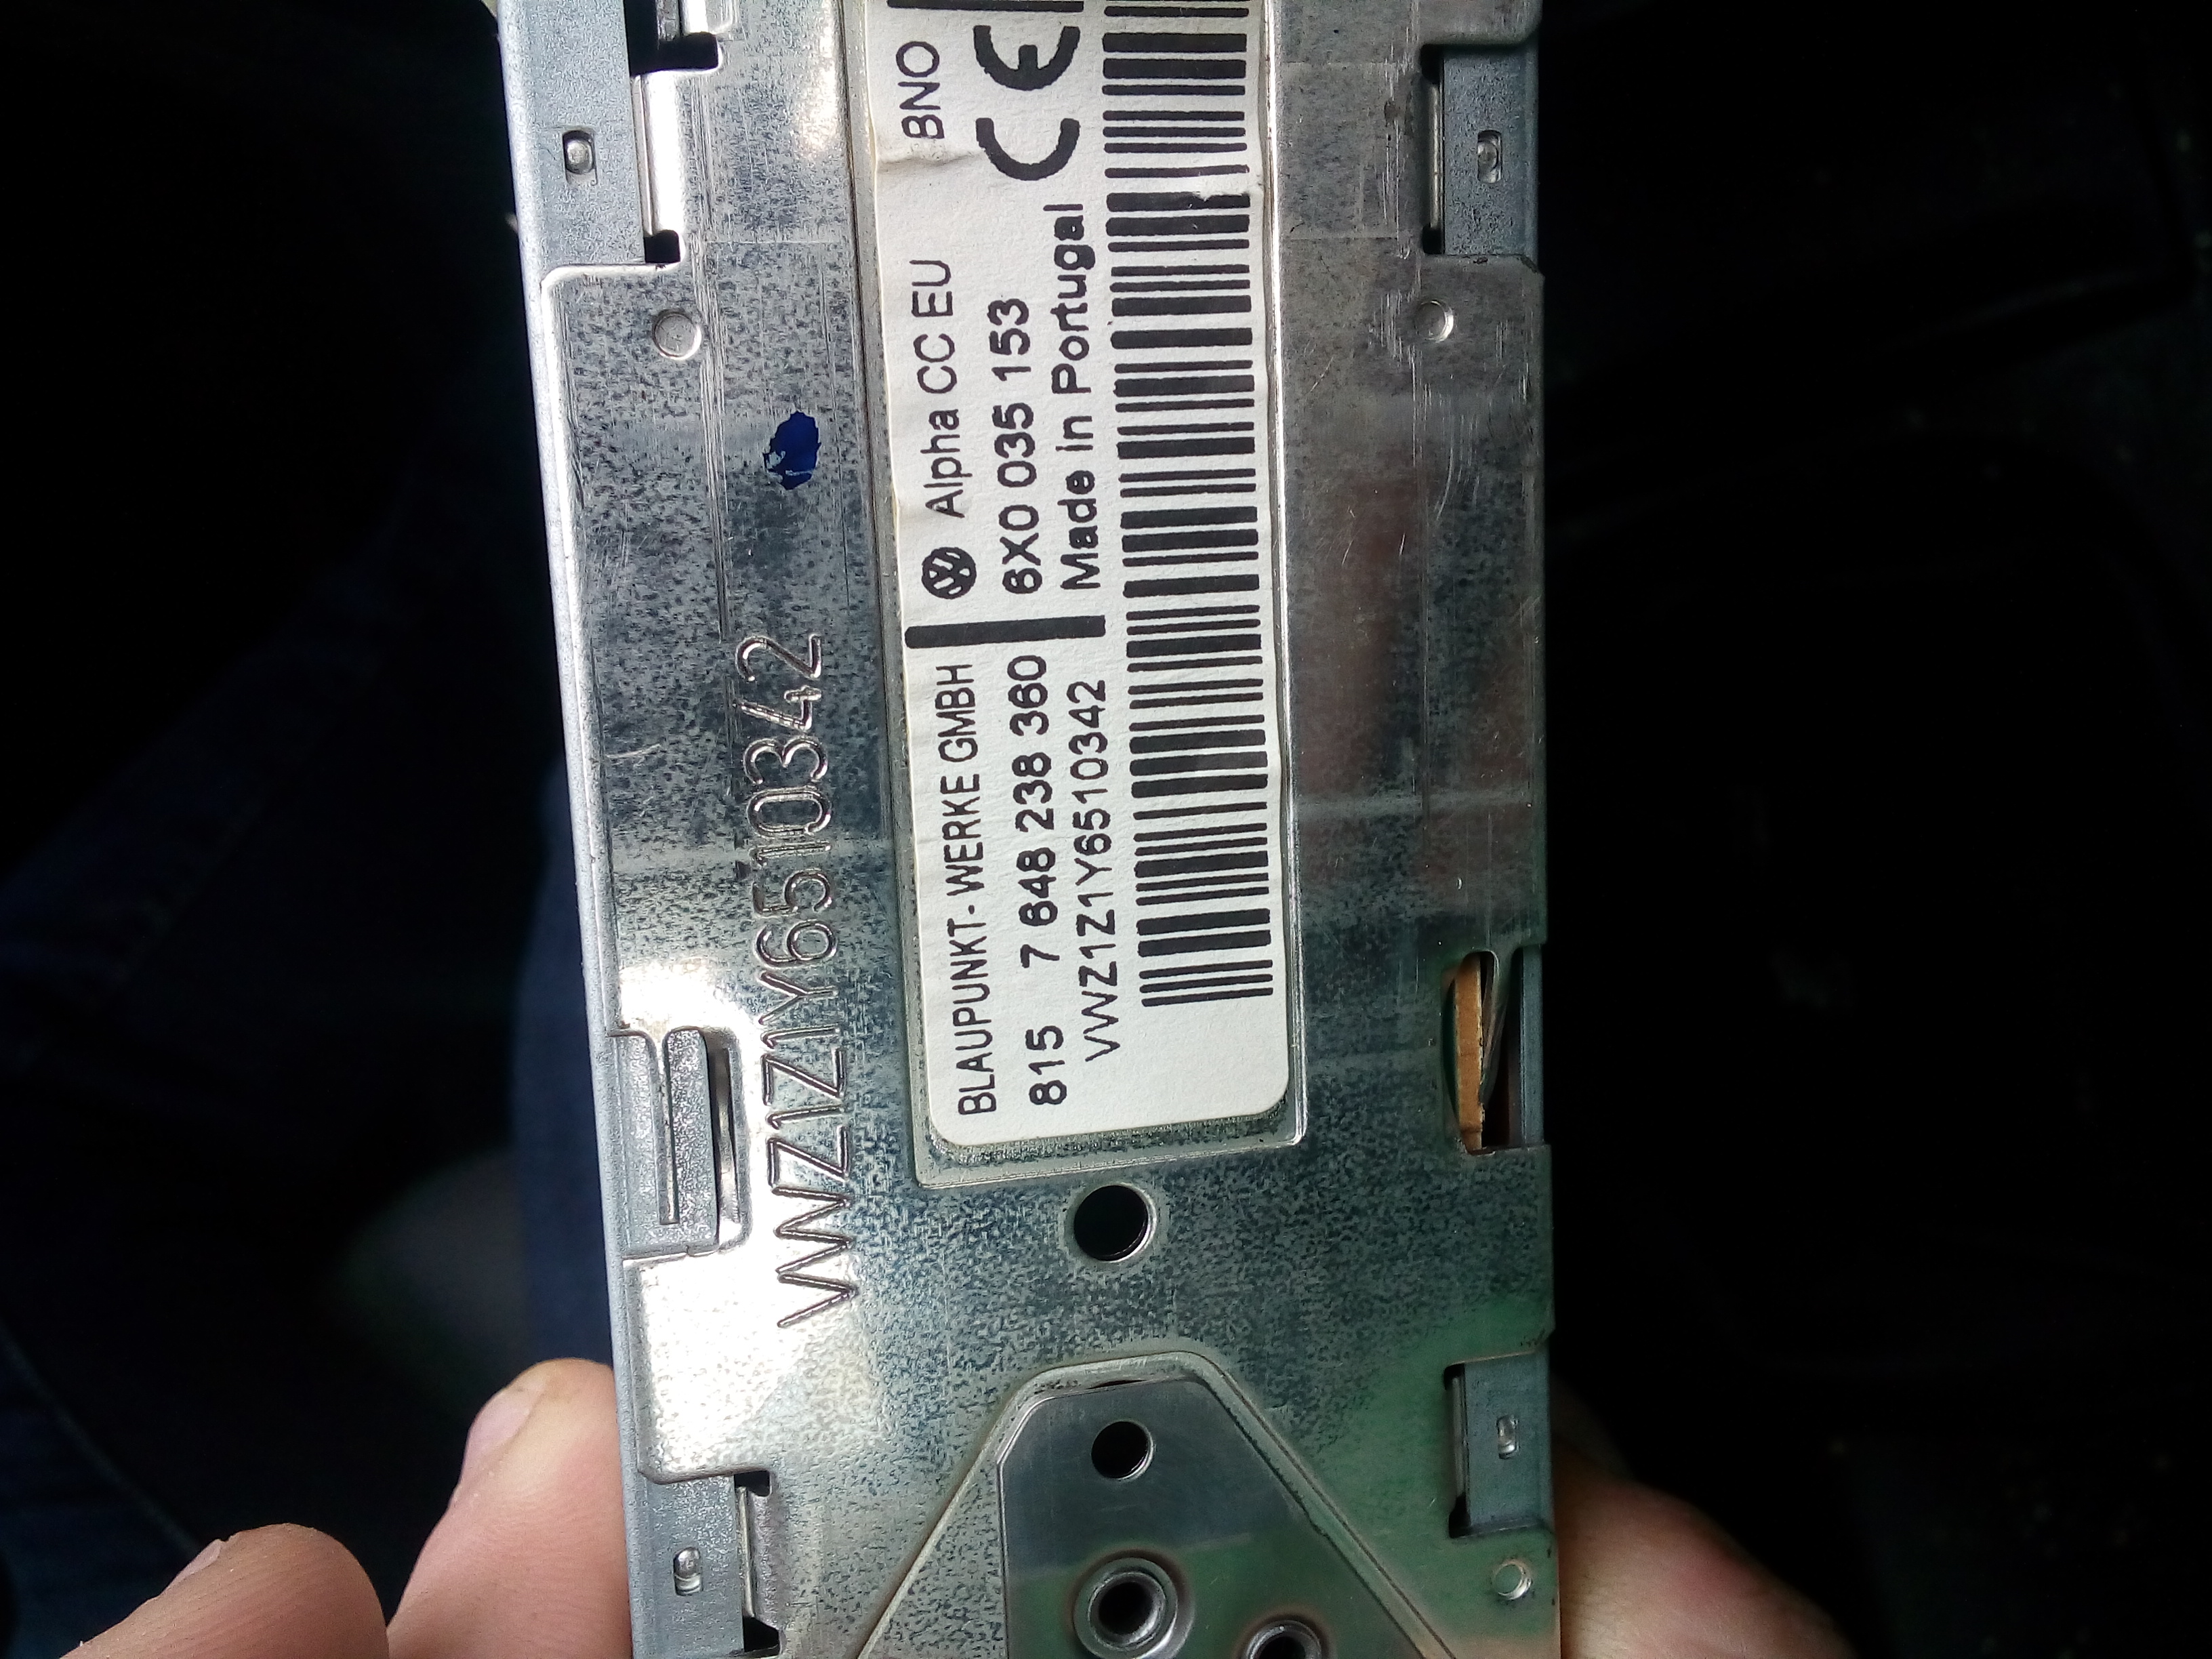 VWZ1Z1Y6510342
BLAUPUNKT-WERKE GMBH
815 7 648 238 360
VWZ1Z1Y6510342
Alpha CC EU BNO
6X0 035 153
Made in Portugal CE